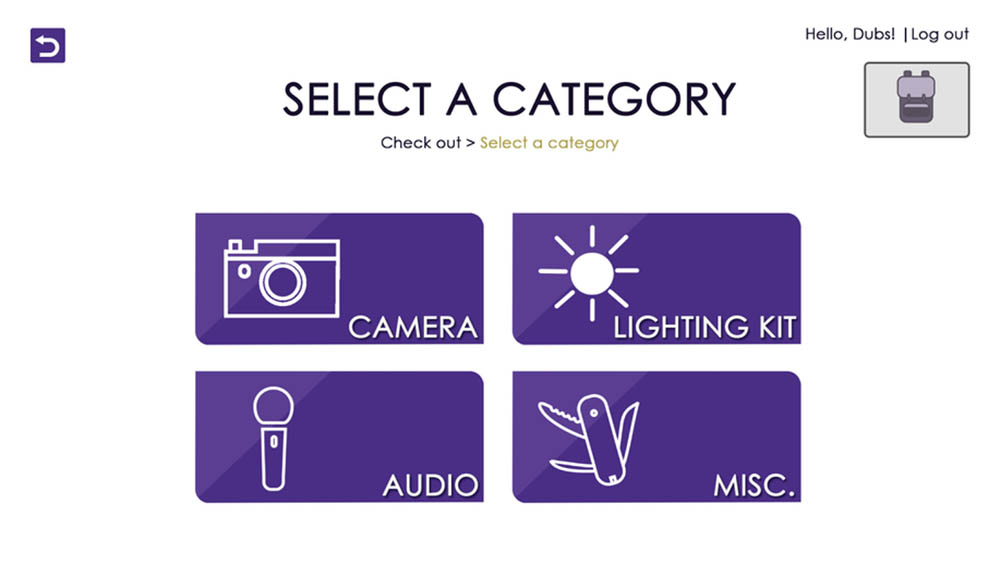 Hello, Dubs! | Log out
SELECT A CATEGORY
Check out > Select a category
CAMERA
LIGHTING KIT
AUDIO
MISC.